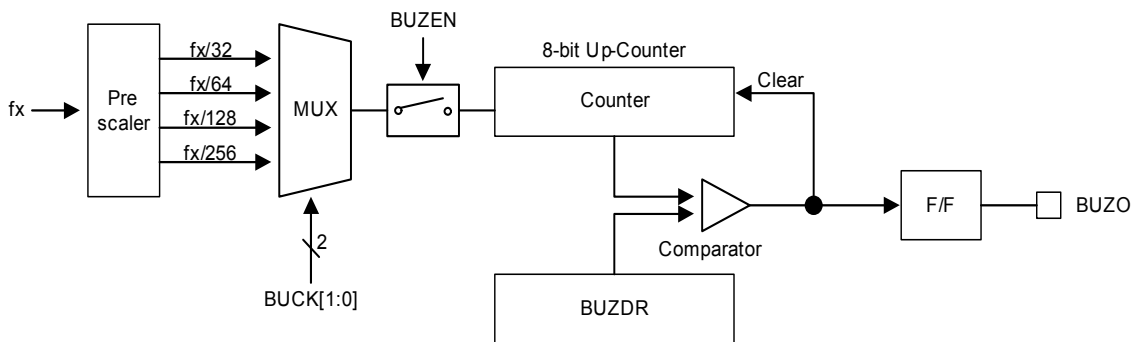 BUZEN
8-bit Up-Counter
fx
Pre
scaler
fx/32
fx/64
fx/128
fx/256
MUX
Counter
Clear
2
BUCK[1:0]
Comparator
BUZDR
F/F
BUZO